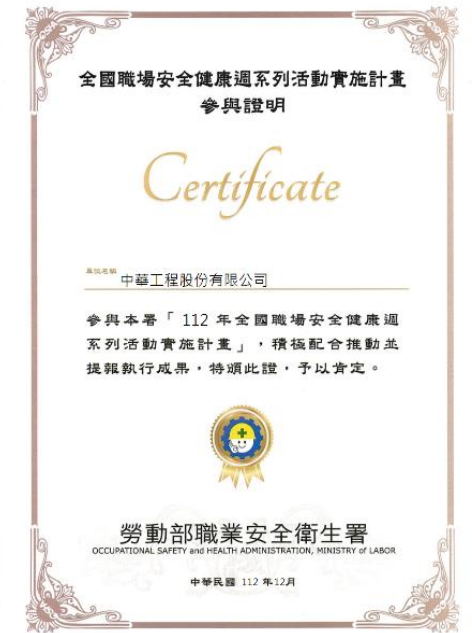 全國職場安全健康週系列活動實施計畫
參與證明
Certificate
單位名稱 中華工程股份有限公司
參與本署「 112 年全國職場安全健康週
系列活動實施計畫」,積極配合推動並
提報執行成果,特頒此證,予以肯定。
勞動部職業安全衛生署
OCCUPATIONAL SAFETY and HEALTH ADMINISTRATION, MINISTRY of LABOR
中華民國 112 年12月